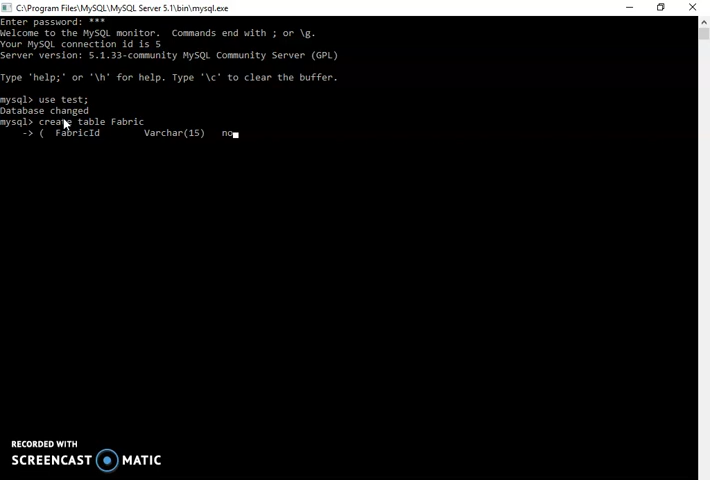 C:\Program Files\MySQL\MySQL Server 5.1\bin\mysql.exe
Enter password: ***
Welcome to the MySQL monitor.  Commands end with ; or \g.
Your MySQL connection id is 5
Server version: 5.1.33-community MySQL Community Server (GPL)
Type 'help;' or '\h' for help. Type '\c' to clear the buffer.
mysql> use test;
Database changed
mysql> create table Fabric
    -> (  FabricId        Varchar(15)   no
RECORDED WITH
SCREENCAST MATIC